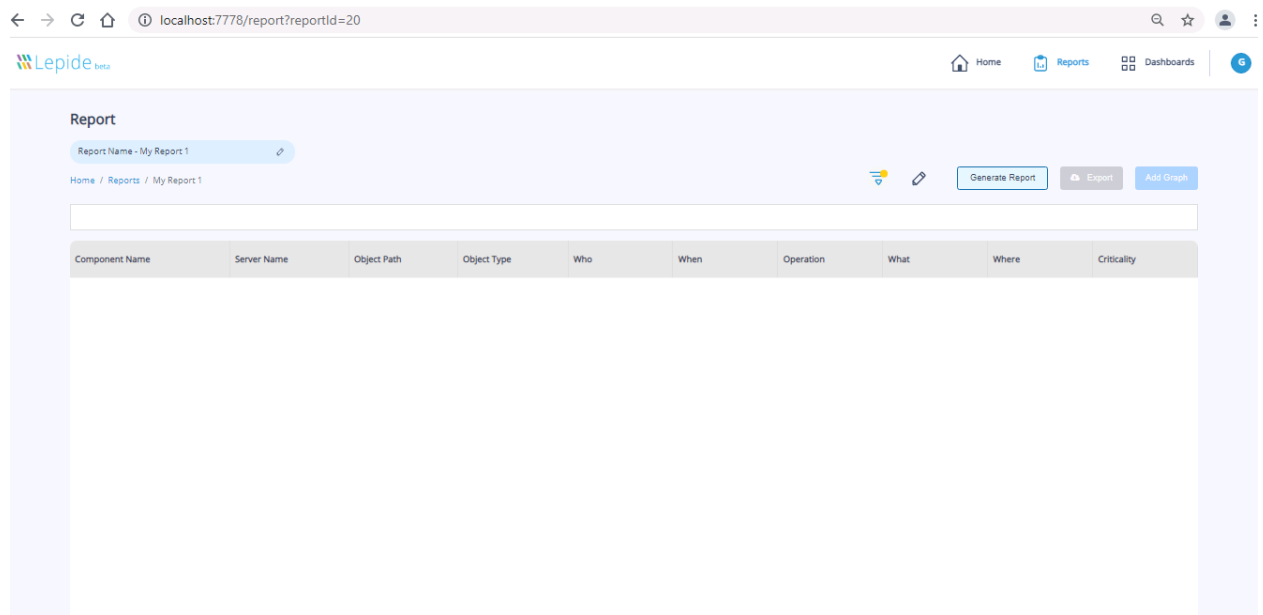 localhost:7778/report?reportId=20
Lepide beta
Home Reports Dashboards G
Report
Report Name - My Report 1
Home / Reports / My Report 1
Generate Report Export Add Graph
Component Name Server Name Object Path Object Type Who When Operation What Where Criticality